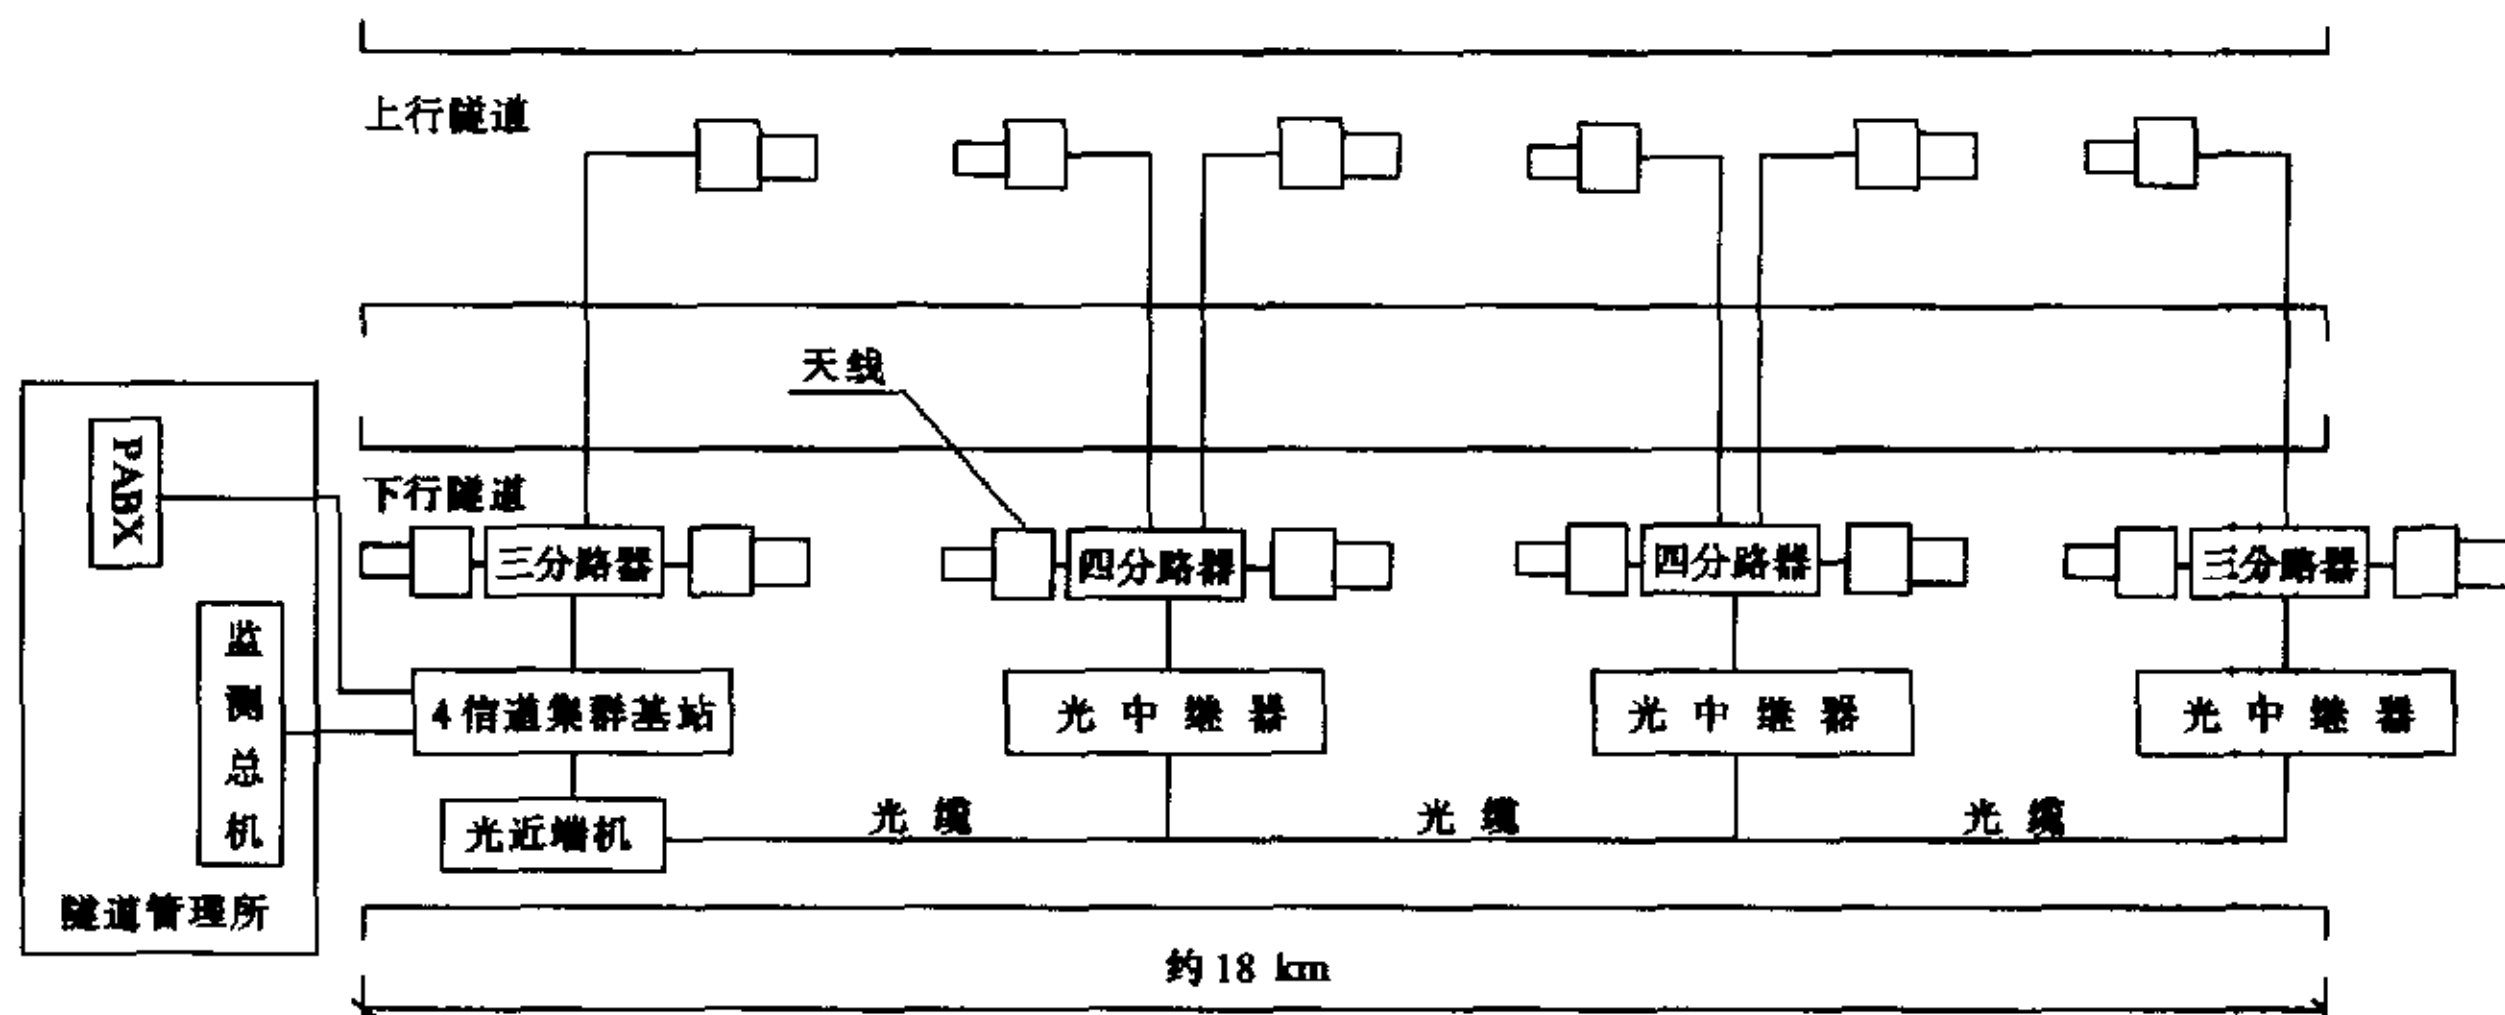 上行隧道
天线
PABX
下行隧道
三分路器
四分路器
四分路器
三分路器
监测总机
4信道集群基站
光中继器
光中继器
光中继器
光近端机
光缆
光缆
光缆
隧道管理所
约18 km